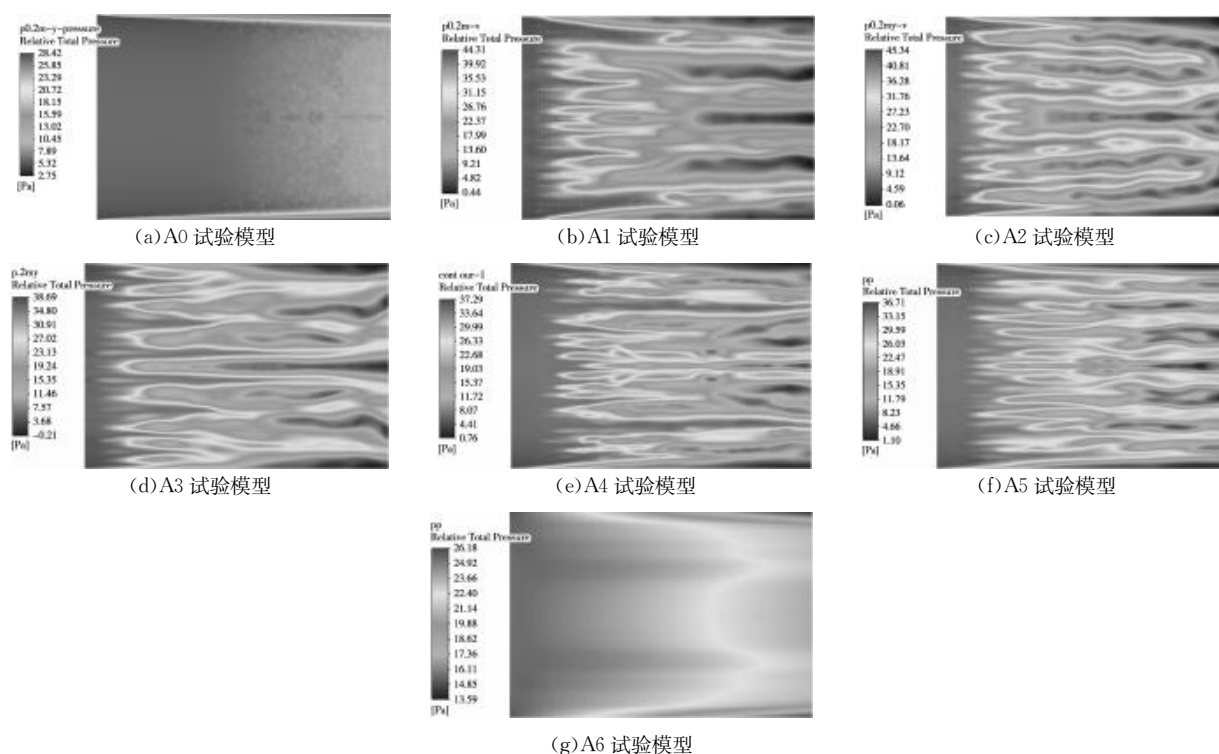 p0.2m-y-pressure
Relative Total Pressure
28.42
25.85
23.29
20.72
18.15
15.59
13.02
10.45
7.89
5.32
2.75
[Pa]
(a)A0 试验模型
p0.2m-v
Relative Total Pressure
44.31
39.92
35.53
31.15
26.76
22.37
17.99
13.60
9.21
4.82
0.44
[Pa]
(b)A1 试验模型
p0.2my-v
Relative Total Pressure
45.34
40.81
36.28
31.76
27.23
22.70
18.17
13.64
9.12
4.59
0.06
[Pa]
(c)A2 试验模型
p.2my
Relative Total Pressure
38.69
34.80
30.91
27.02
23.13
19.24
15.35
11.46
7.57
3.68
-0.21
[Pa]
(d)A3 试验模型
cont our-1
Relative Total Pressure
37.29
33.64
29.99
26.33
22.68
19.03
15.37
11.72
8.07
4.41
0.76
[Pa]
(e)A4 试验模型
pp
Relative Total Pressure
36.71
33.15
29.59
26.03
22.47
18.91
15.35
11.79
8.23
4.66
1.10
[Pa]
(f)A5 试验模型
pp
Relative Total Pressure
26.18
24.92
23.66
22.40
21.14
19.88
18.62
17.36
16.11
14.85
13.59
[Pa]
(g)A6 试验模型